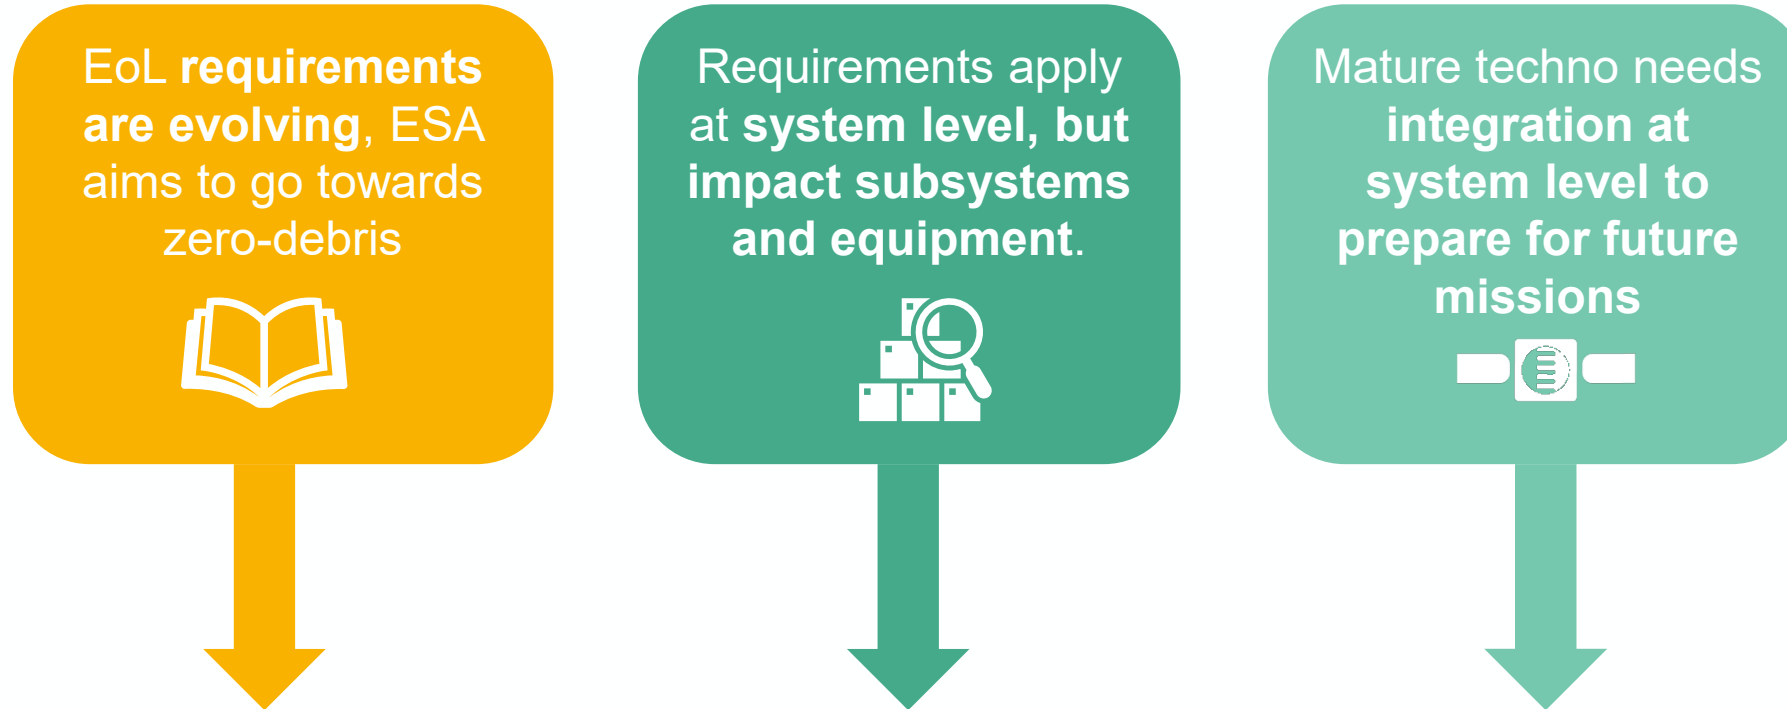 EoL requirements
are evolving, ESA
aims to go towards
zero-debris
Requirements apply
at system level, but
impact subsystems
and equipment.
Mature techno needs
integration at
system level to
prepare for future
missions